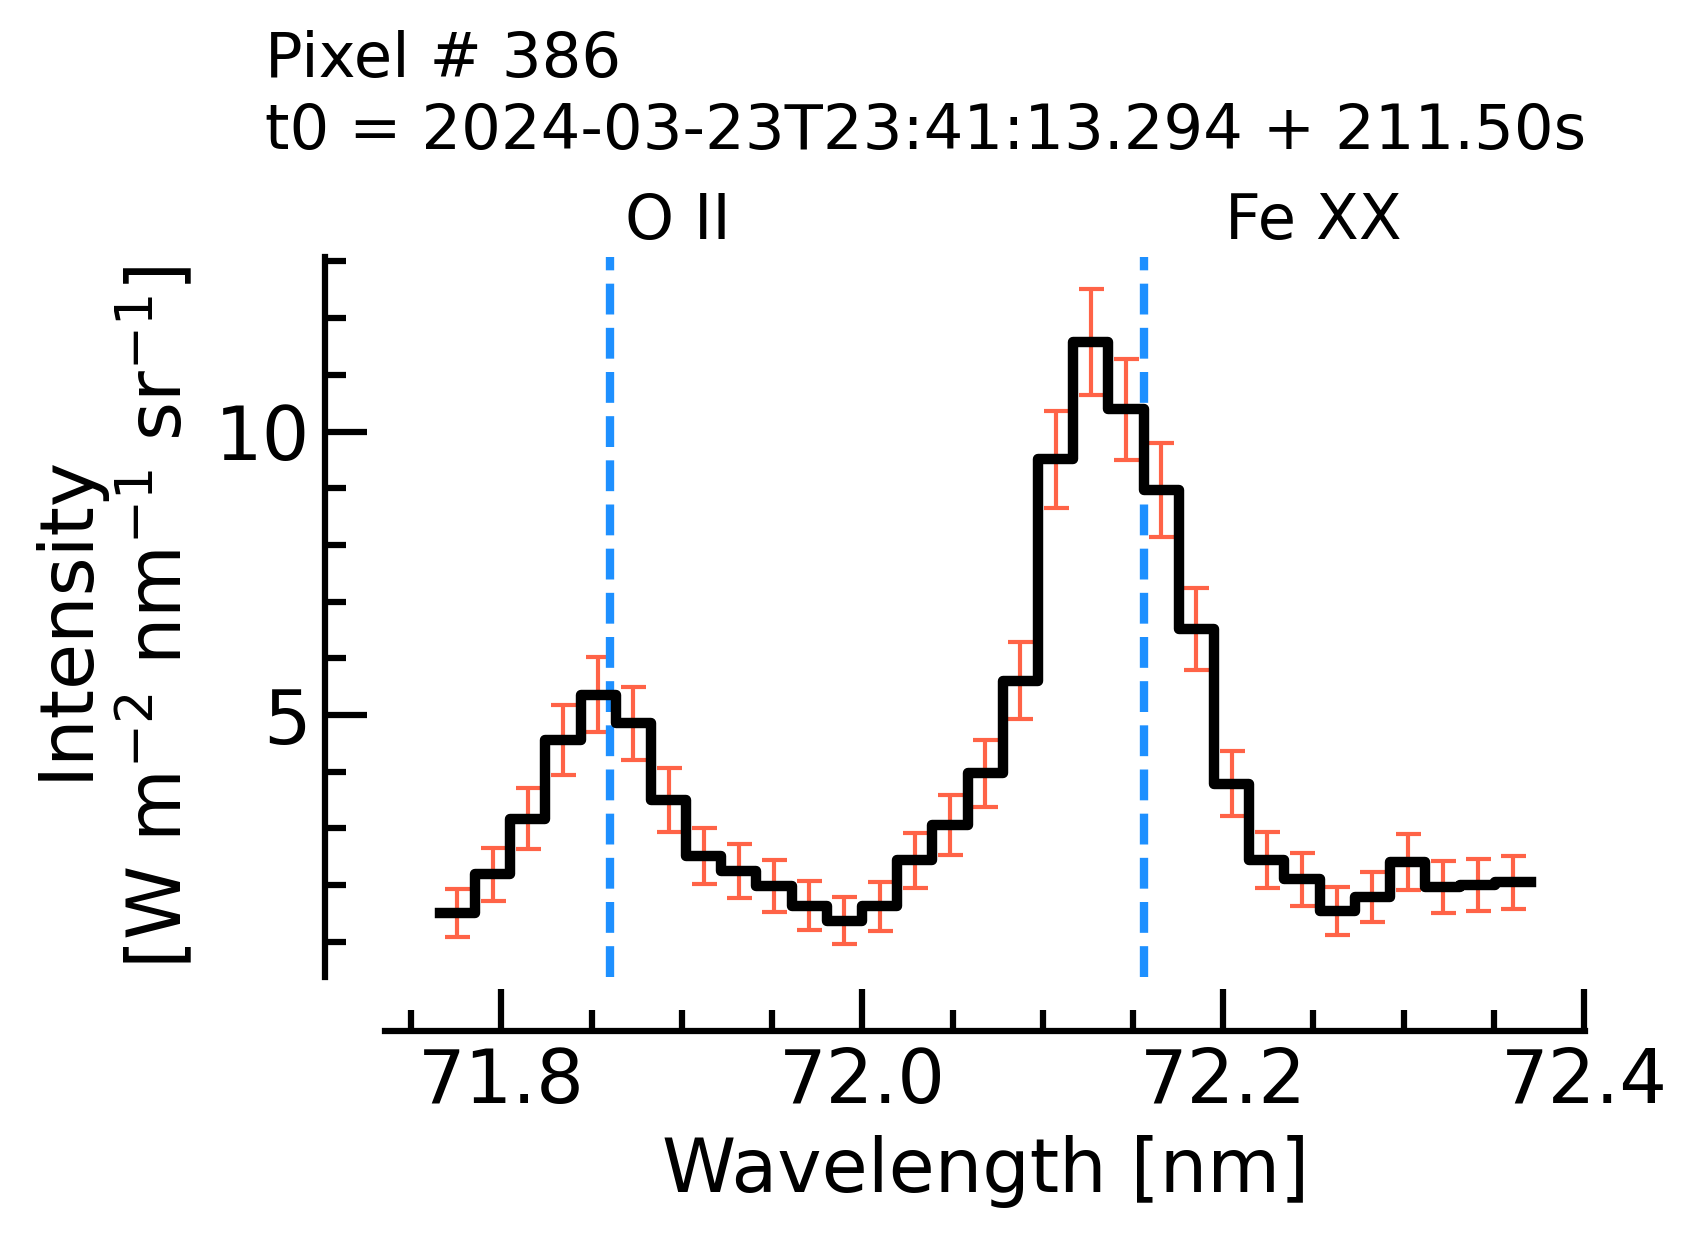 Pixel # 386
t0 = 2024-03-23T23:41:13.294 + 211.50s
O II
Fe XX
Intensity
[W m⁻² nm⁻¹ sr⁻¹]
10
5
71.8 72.0 72.2 72.4
Wavelength [nm]